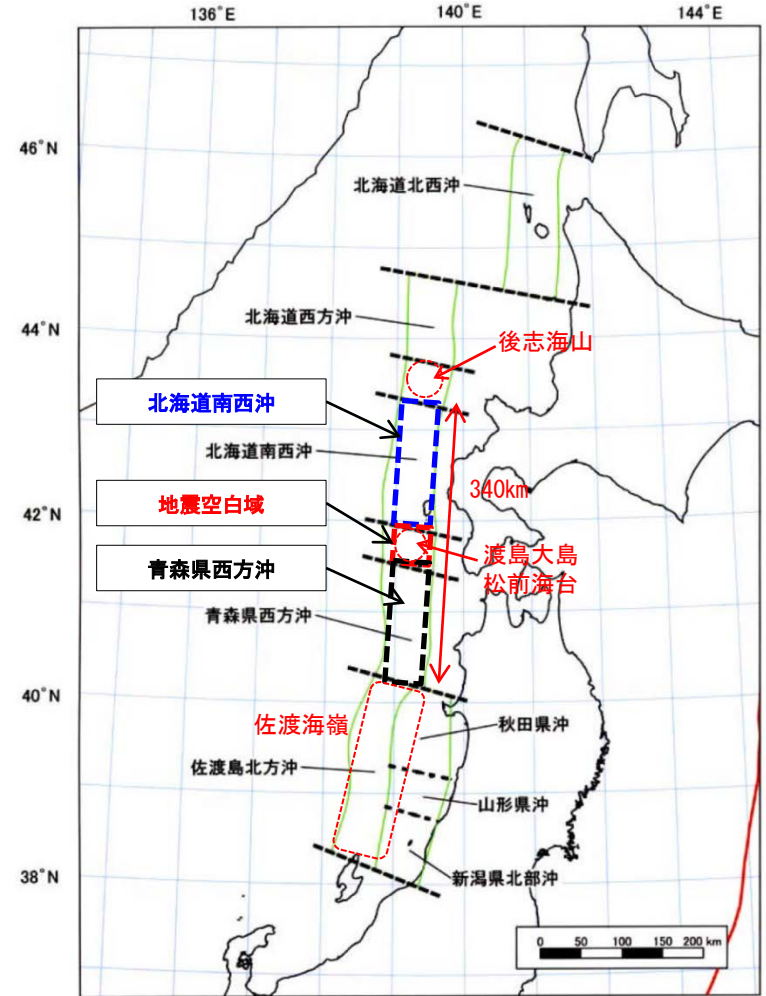 136°E
140°E
144°E
46°N
北海道北西沖
44°N
北海道西方沖
後志海山
北海道南西沖
北海道南西沖
340km
地震空白域
42°N
渡島大島
松前海台
青森県西方沖
青森県西方沖
40°N
佐渡海嶺
秋田県沖
佐渡島北方沖
山形県沖
38°N
新潟県北部沖
0 50 100 150 200 km